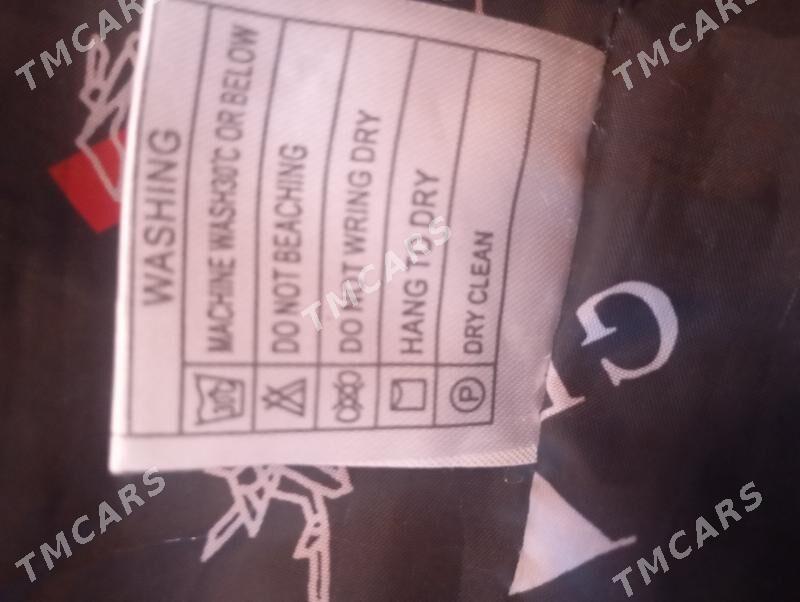 WASHING
30℃ MACHINE WASH30℃ OR BELOW
DO NOT BEACHING
DO NOT WRING DRY
HANG TO DRY
P DRY CLEAN
G
TMCARS
TMCARS
TMCARS
TMCARS
TMCARS